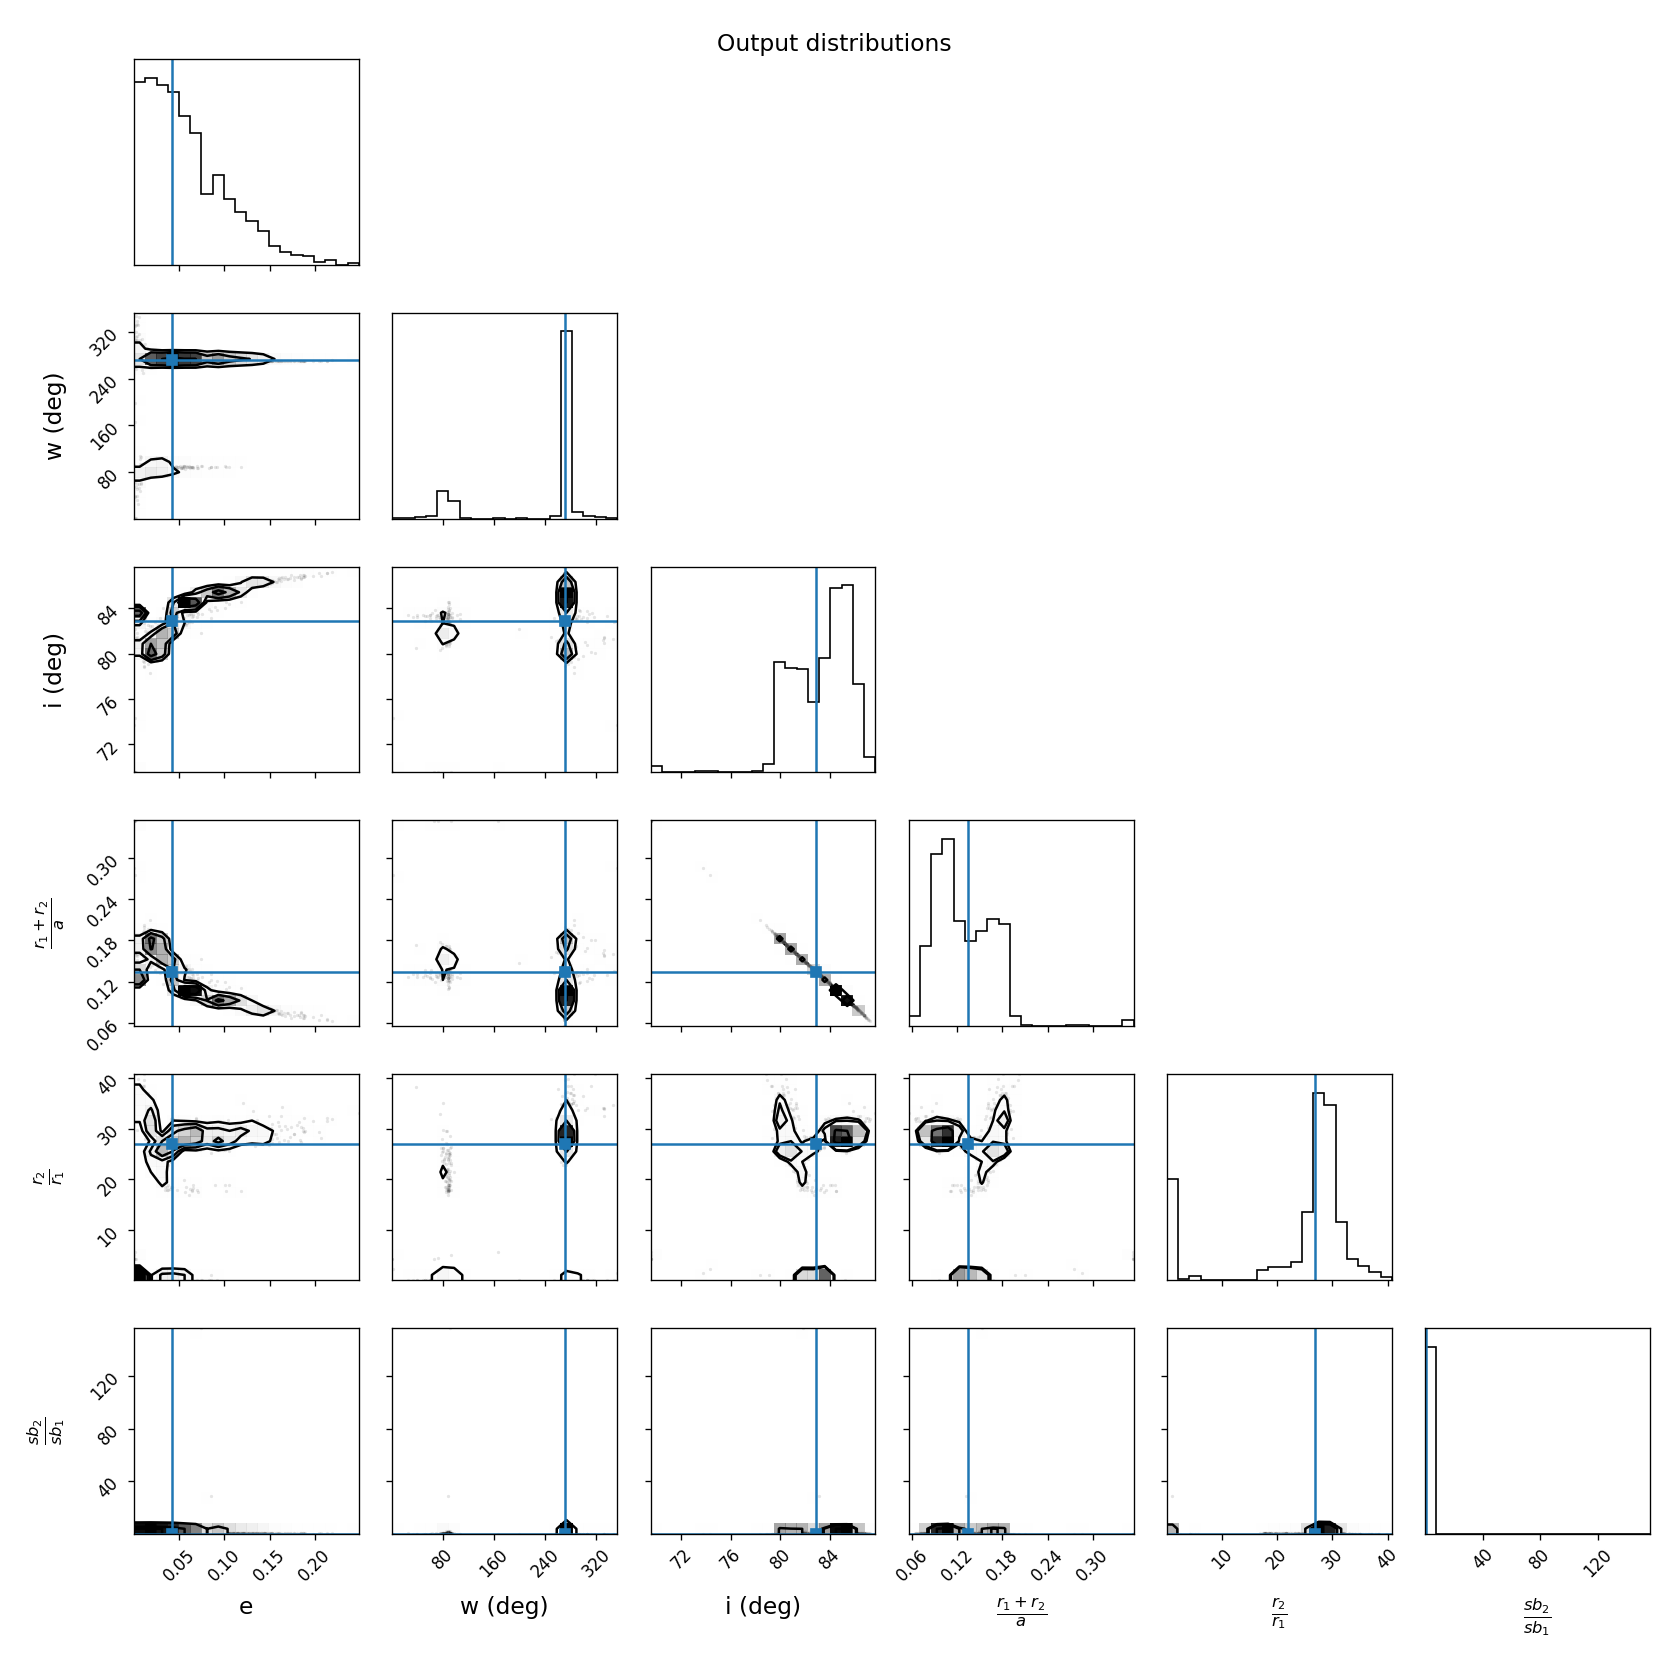 Output distributions
320
240
160
80
w (deg)
84
80
76
72
i (deg)
0.30
0.24
0.18
0.12
0.06
r₁ + r₂
a
40
30
20
10
r₂
r₁
120
80
40
sb₂
sb₁
0.05 0.10 0.15 0.20
80 160 240 320
72 76 80 84
0.06 0.12 0.18 0.24 0.30
10 20 30 40
40 80 120
e
w (deg)
i (deg)
r₁ + r₂
a
r₂
r₁
sb₂
sb₁